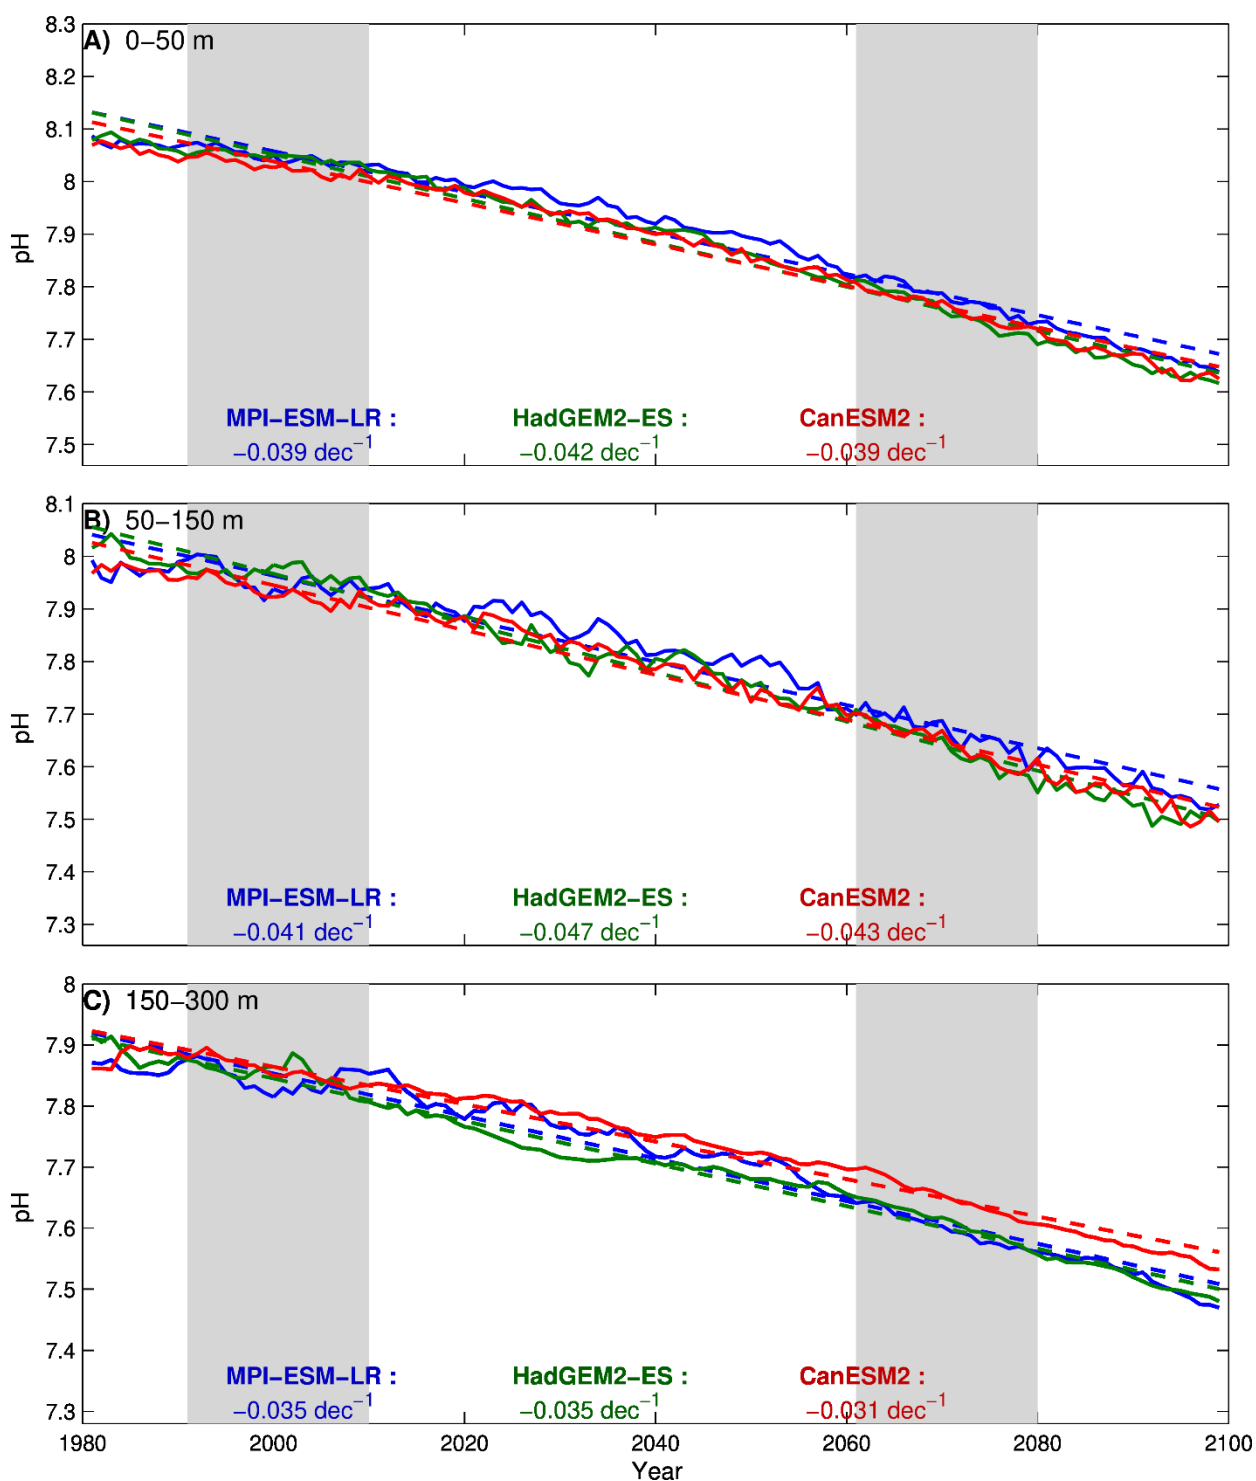 A) 0−50 m
8.3
8.2
8.1
8
7.9
7.8
7.7
7.6
7.5
pH
MPI−ESM−LR : HadGEM2−ES : CanESM2 :
−0.039 dec⁻¹ −0.042 dec⁻¹ −0.039 dec⁻¹
B) 50−150 m
8.1
8
7.9
7.8
7.7
7.6
7.5
7.4
7.3
pH
MPI−ESM−LR : HadGEM2−ES : CanESM2 :
−0.041 dec⁻¹ −0.047 dec⁻¹ −0.043 dec⁻¹
C) 150−300 m
8
7.9
7.8
7.7
7.6
7.5
7.4
7.3
pH
MPI−ESM−LR : HadGEM2−ES : CanESM2 :
−0.035 dec⁻¹ −0.035 dec⁻¹ −0.031 dec⁻¹
1980 2000 2020 2040 2060 2080 2100
Year